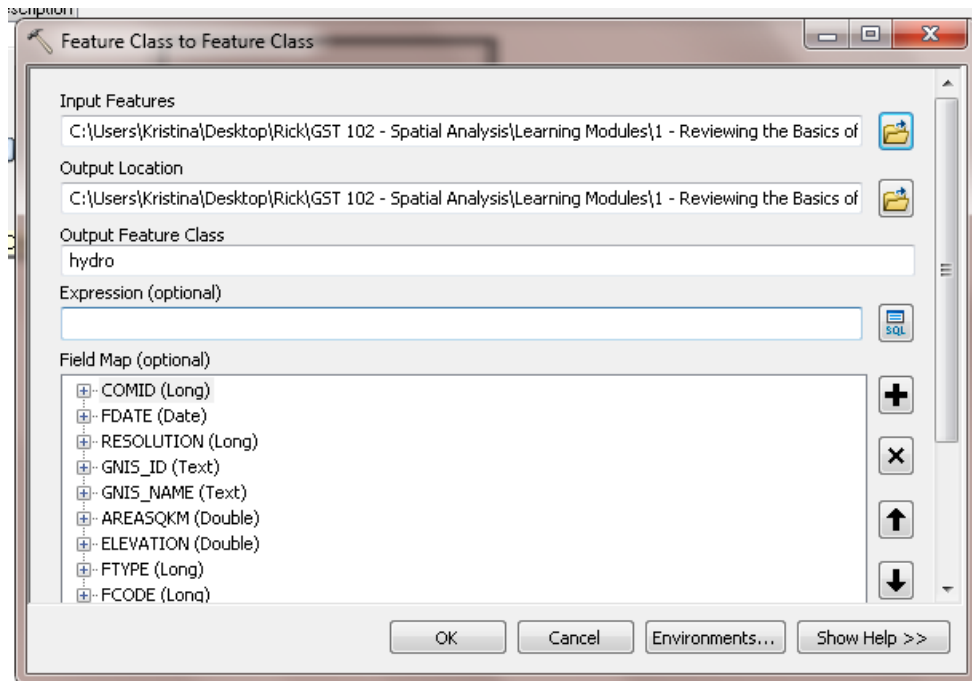 scription
Feature Class to Feature Class
Input Features
C:\Users\Kristina\Desktop\Rick\GST 102 - Spatial Analysis\Learning Modules\1 - Reviewing the Basics of
Output Location
C:\Users\Kristina\Desktop\Rick\GST 102 - Spatial Analysis\Learning Modules\1 - Reviewing the Basics of
Output Feature Class
hydro
Expression (optional)
SQL
Field Map (optional)
COMID (Long)
FDATE (Date)
RESOLUTION (Long)
GNIS_ID (Text)
GNIS_NAME (Text)
AREASQKM (Double)
ELEVATION (Double)
FTYPE (Long)
FCODE (Long)
OK Cancel Environments... Show Help >>